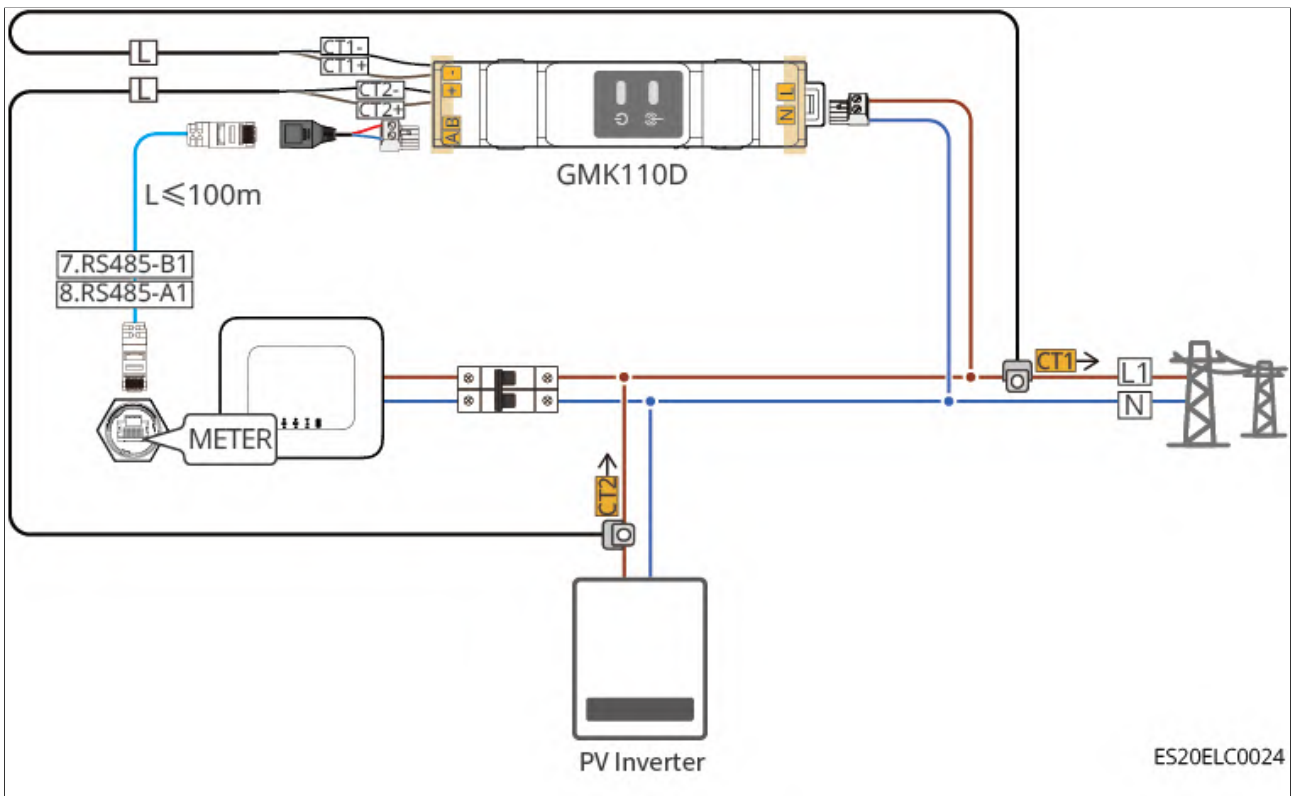 L
CT1-
CT1+
L
CT2-
CT2+
-
+
A B
L
N
GMK110D
L≤100m
7.RS485-B1
8.RS485-A1
METER
CT1
L1
N
CT2
PV Inverter
ES20ELC0024